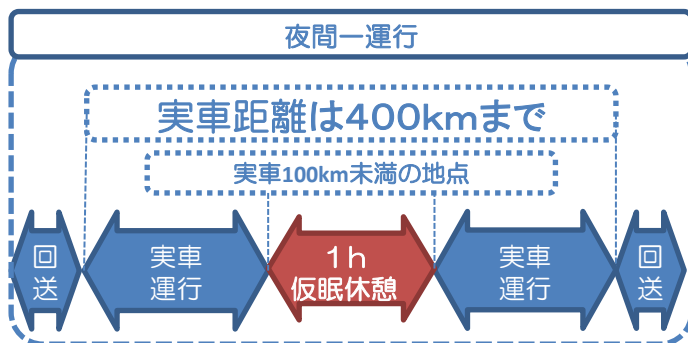 夜間一運行
実車距離は400kmまで
実車100km未満の地点
回
送
実車
運行
1h
仮眠休憩
実車
運行
回
送